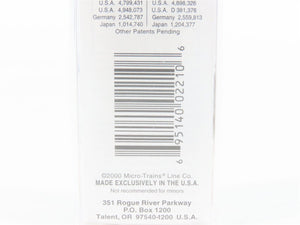 U.S.A. 4,799,431 U.S.A. 4,896,326
U.S.A. 4,948,073 U.S.A. D 381,376
Germany 2,542,787 Germany 2,559,813
Japan 1,014,740 Japan 1,204,377
Other Patents Pending
6 95140 02210 6
©2000 Micro-Trains® Line Co.
MADE EXCLUSIVELY IN THE U.S.A.
Not recommended for minors
351 Rogue River Parkway
P.O. Box 1200
Talent, OR 97540-1200 U.S.A.